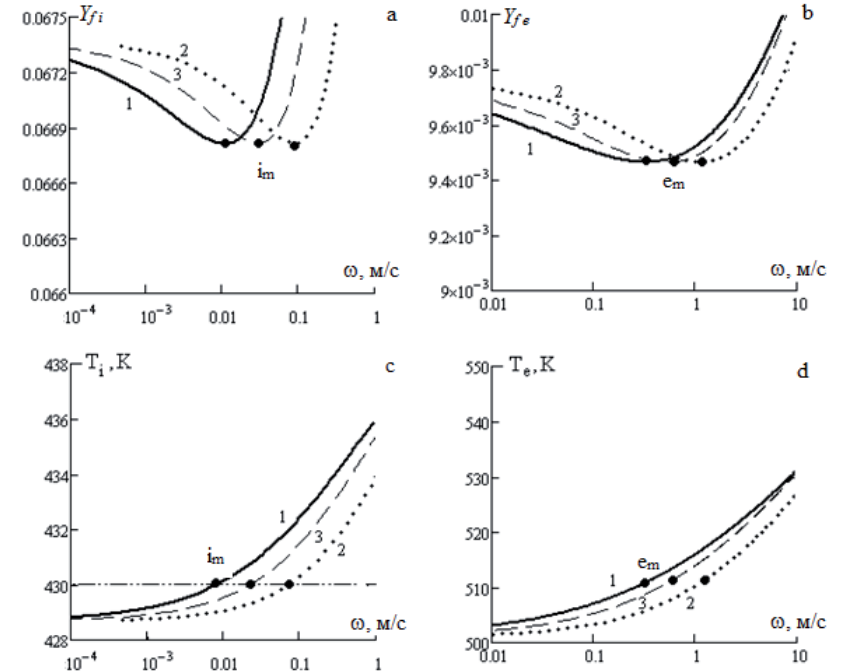 0.0675 Y_fi a
0.0672
0.0669
0.0666
0.0663
0.066
2
3
1
i_m
ω, м/с
10⁻⁴ 10⁻³ 0.01 0.1 1
0.01 Y_fe b
9.8×10⁻³
9.6×10⁻³
9.4×10⁻³
9.2×10⁻³
9×10⁻³
2
3
1
e_m
ω, м/с
0.01 0.1 1 10
438 T_i ,K c
436
434
432
430
428
1
3
2
i_m
ω, м/с
10⁻⁴ 10⁻³ 0.01 0.1 1
550 T_e,K d
540
530
520
510
500
e_m
1
3
2
ω, м/с
0.01 0.1 1 10